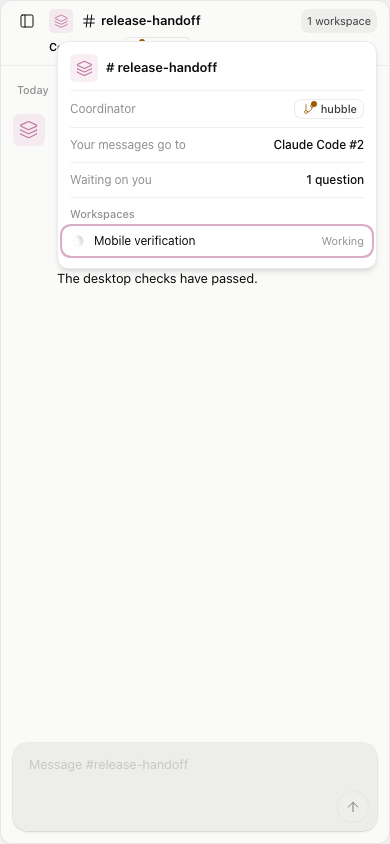 # release-handoff
1 workspace
# release-handoff
Coordinator
hubble
Your messages go to
Claude Code #2
Waiting on you
1 question
Workspaces
Mobile verification
Working
Today
The desktop checks have passed.
Message #release-handoff